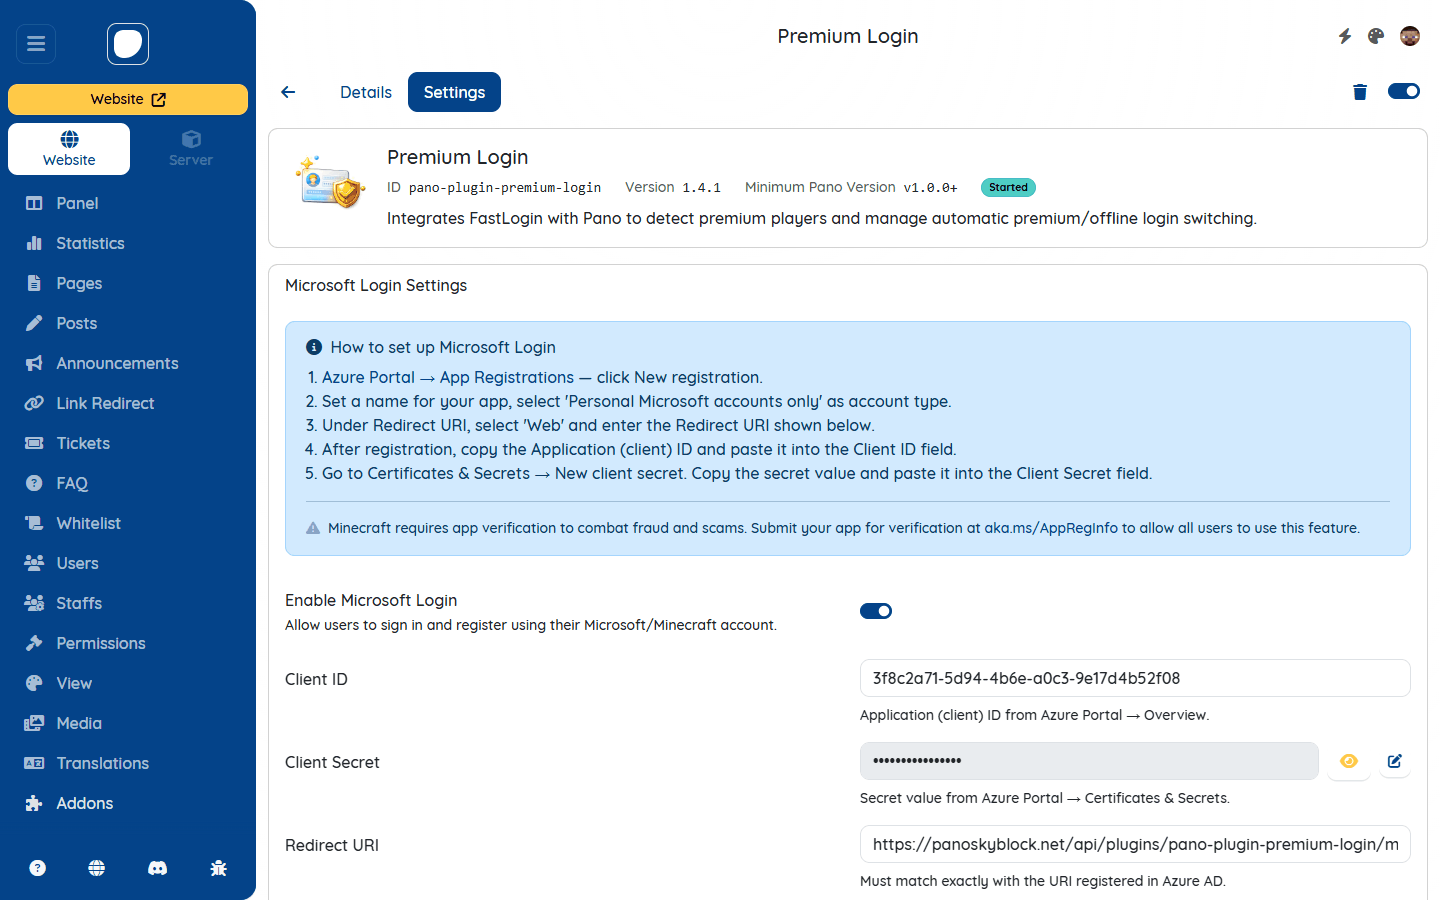 Premium Login
Website
Website
Server
Panel
Statistics
Pages
Posts
Announcements
Link Redirect
Tickets
FAQ
Whitelist
Users
Staffs
Permissions
View
Media
Translations
Addons
Details
Settings
Premium Login
ID pano-plugin-premium-login Version 1.4.1 Minimum Pano Version v1.0.0+ Started
Integrates FastLogin with Pano to detect premium players and manage automatic premium/offline login switching.
Microsoft Login Settings
How to set up Microsoft Login
1. Azure Portal → App Registrations — click New registration.
2. Set a name for your app, select 'Personal Microsoft accounts only' as account type.
3. Under Redirect URI, select 'Web' and enter the Redirect URI shown below.
4. After registration, copy the Application (client) ID and paste it into the Client ID field.
5. Go to Certificates & Secrets → New client secret. Copy the secret value and paste it into the Client Secret field.
Minecraft requires app verification to combat fraud and scams. Submit your app for verification at aka.ms/AppRegInfo to allow all users to use this feature.
Enable Microsoft Login
Allow users to sign in and register using their Microsoft/Minecraft account.
Client ID
3f8c2a71-5d94-4b6e-a0c3-9e17d4b52f08
Application (client) ID from Azure Portal → Overview.
Client Secret
••••••••••••••••
Secret value from Azure Portal → Certificates & Secrets.
Redirect URI
https://panoskyblock.net/api/plugins/pano-plugin-premium-login/m
Must match exactly with the URI registered in Azure AD.